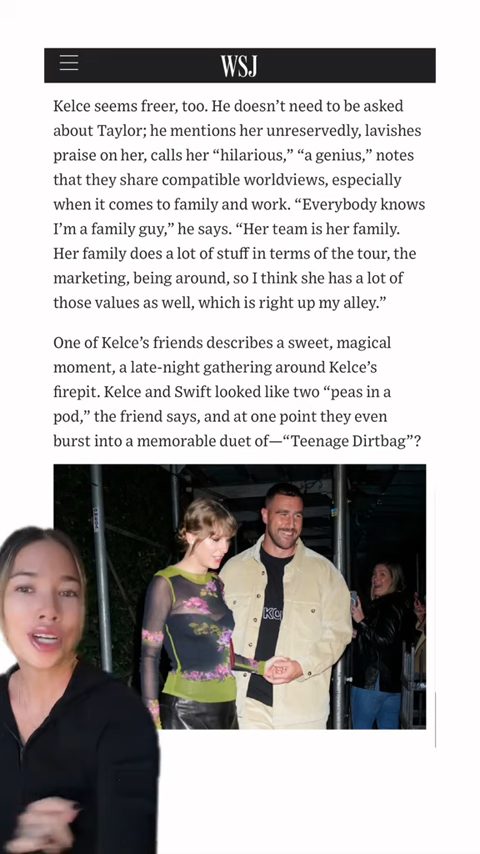 WSJ
Kelce seems freer, too. He doesn’t need to be asked
about Taylor; he mentions her unreservedly, lavishes
praise on her, calls her “hilarious,” “a genius,” notes
that they share compatible worldviews, especially
when it comes to family and work. “Everybody knows
I’m a family guy,” he says. “Her team is her family.
Her family does a lot of stuff in terms of the tour, the
marketing, being around, so I think she has a lot of
those values as well, which is right up my alley.”
One of Kelce’s friends describes a sweet, magical
moment, a late-night gathering around Kelce’s
firepit. Kelce and Swift looked like two “peas in a
pod,” the friend says, and at one point they even
burst into a memorable duet of—“Teenage Dirtbag”?
KC